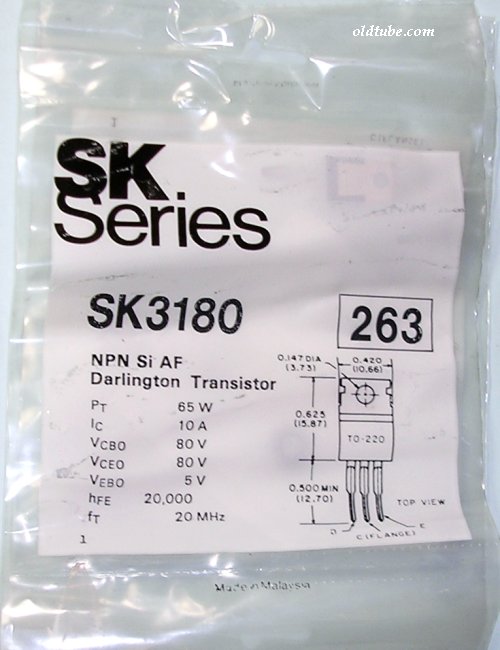 oldtube.com
SK
Series
SK3180
263
NPN Si AF
Darlington Transistor
PT 65 W
IC 10 A
VCBO 80 V
VCEO 80 V
VEBO 5 V
hFE 20,000
fT 20 MHz
1
0.147 DIA
(3.73)
0.420
(10.66)
0.625
(15.87)
TO-220
0.500 MIN
(12.70)
TOP VIEW
E
C (FLANGE)
Made in Malaysia